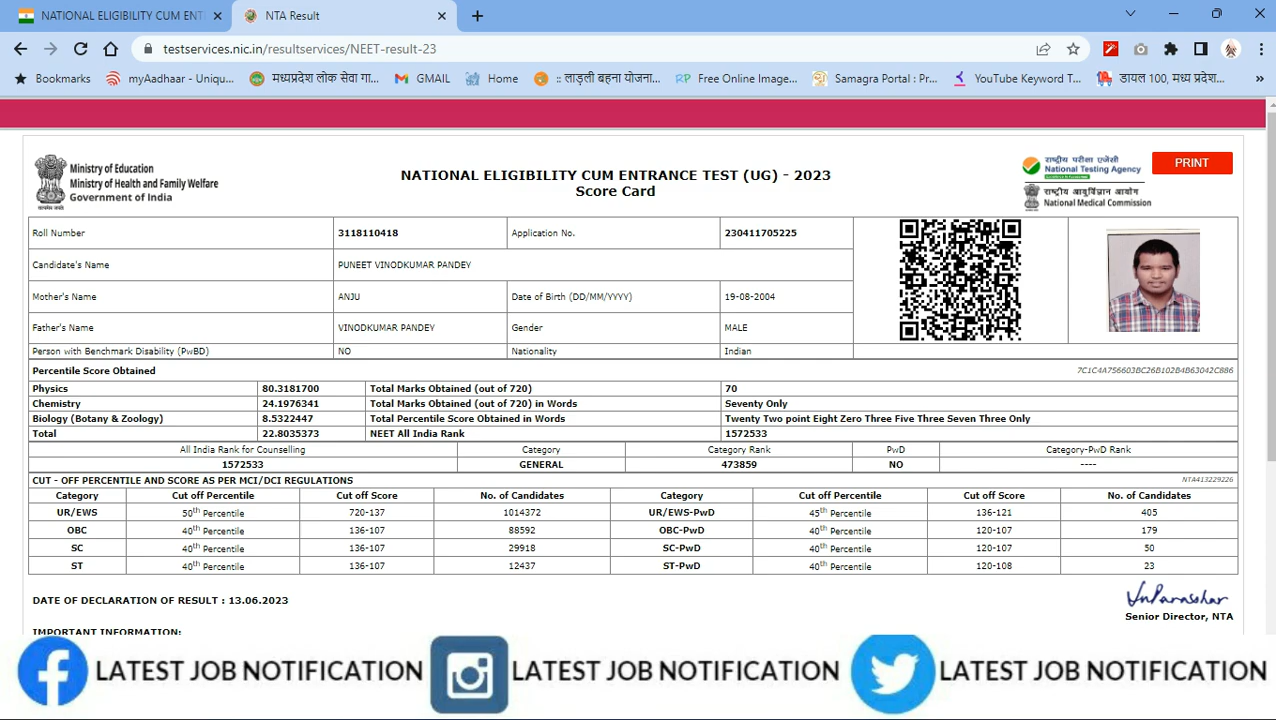 NATIONAL ELIGIBILITY CUM ENT
NTA Result
testservices.nic.in/resultservices/NEET-result-23
Bookmarks
myAadhaar - Uniqu...
मध्यप्रदेश लोक सेवा गा...
GMAIL
Home
:: लाड़ली बहना योजना...
Free Online Image...
Samagra Portal : Pr...
YouTube Keyword T...
डायल 100, मध्य प्रदेश...
»
Ministry of Education
Ministry of Health and Family Welfare
Government of India
NATIONAL ELIGIBILITY CUM ENTRANCE TEST (UG) - 2023
Score Card
राष्ट्रीय परीक्षा एजेंसी
National Testing Agency
राष्ट्रीय आयुर्विज्ञान आयोग
National Medical Commission
PRINT
Roll Number 3118110418 Application No. 230411705225
Candidate's Name PUNEET VINODKUMAR PANDEY
Mother's Name ANJU Date of Birth (DD/MM/YYYY) 19-08-2004
Father's Name VINODKUMAR PANDEY Gender MALE
Person with Benchmark Disability (PwBD) NO Nationality Indian
Percentile Score Obtained 7C1C4A756603BC26B102B4B63042C886
Physics 80.3181700 Total Marks Obtained (out of 720) 70
Chemistry 24.1976341 Total Marks Obtained (out of 720) in Words Seventy Only
Biology (Botany & Zoology) 8.5322447 Total Percentile Score Obtained in Words Twenty Two point Eight Zero Three Five Three Seven Three Only
Total 22.8035373 NEET All India Rank 1572533
All India Rank for Counselling Category Category Rank PwD Category-PwD Rank
1572533 GENERAL 473859 NO ----
CUT - OFF PERCENTILE AND SCORE AS PER MCI/DCI REGULATIONS NTA413229226
Category Cut off Percentile Cut off Score No. of Candidates Category Cut off Percentile Cut off Score No. of Candidates
UR/EWS 50th Percentile 720-137 1014372 UR/EWS-PwD 45th Percentile 136-121 405
OBC 40th Percentile 136-107 88592 OBC-PwD 40th Percentile 120-107 179
SC 40th Percentile 136-107 29918 SC-PwD 40th Percentile 120-107 50
ST 40th Percentile 136-107 12437 ST-PwD 40th Percentile 120-108 23
DATE OF DECLARATION OF RESULT : 13.06.2023
Senior Director, NTA
IMPORTANT INFORMATION:
LATEST JOB NOTIFICATION LATEST JOB NOTIFICATION LATEST JOB NOTIFICATION